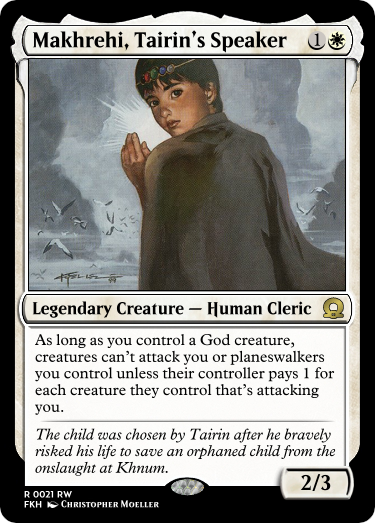 Makhrehi, Tairin's Speaker 1
Legendary Creature — Human Cleric
As long as you control a God creature,
creatures can't attack you or planeswalkers
you control unless their controller pays 1 for
each creature they control that's attacking
you.
The child was chosen by Tairin after he bravely
risked his life to save an orphaned child from the
onslaught at Khnum.
2/3
R 0021 RW
FKH Christopher Moeller